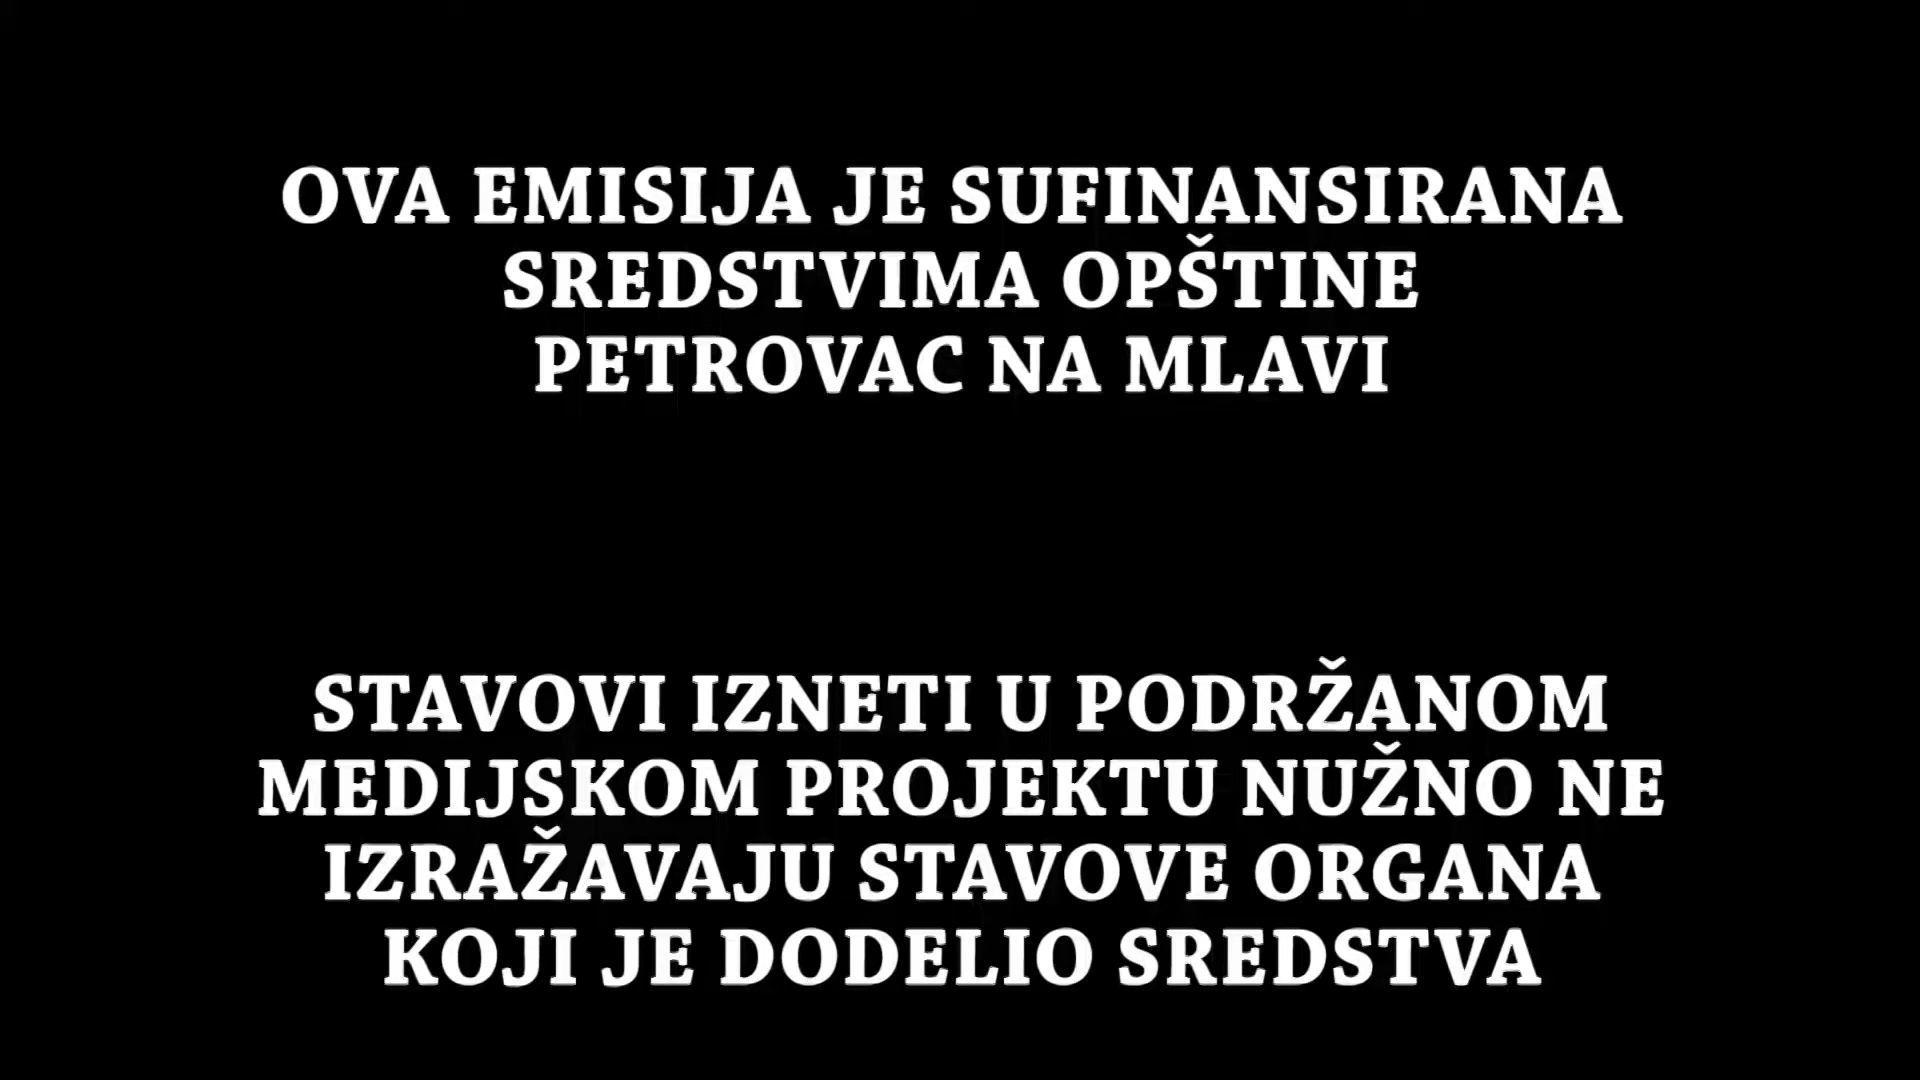 OVA EMISIJA JE SUFINANSIRANA
SREDSTVIMA OPŠTINE
PETROVAC NA MLAVI
STAVOVI IZNETI U PODRŽANOM
MEDIJSKOM PROJEKTU NUŽNO NE
IZRAŽAVAJU STAVOVE ORGANA
KOJI JE DODELIO SREDSTVA